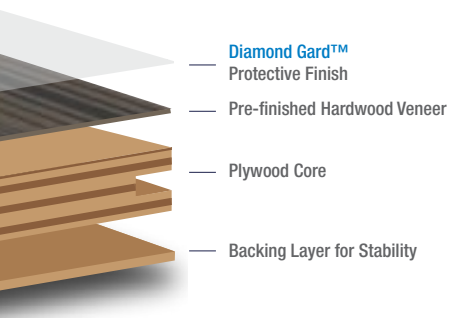 Diamond Gard™
Protective Finish
Pre-finished Hardwood Veneer
Plywood Core
Backing Layer for Stability